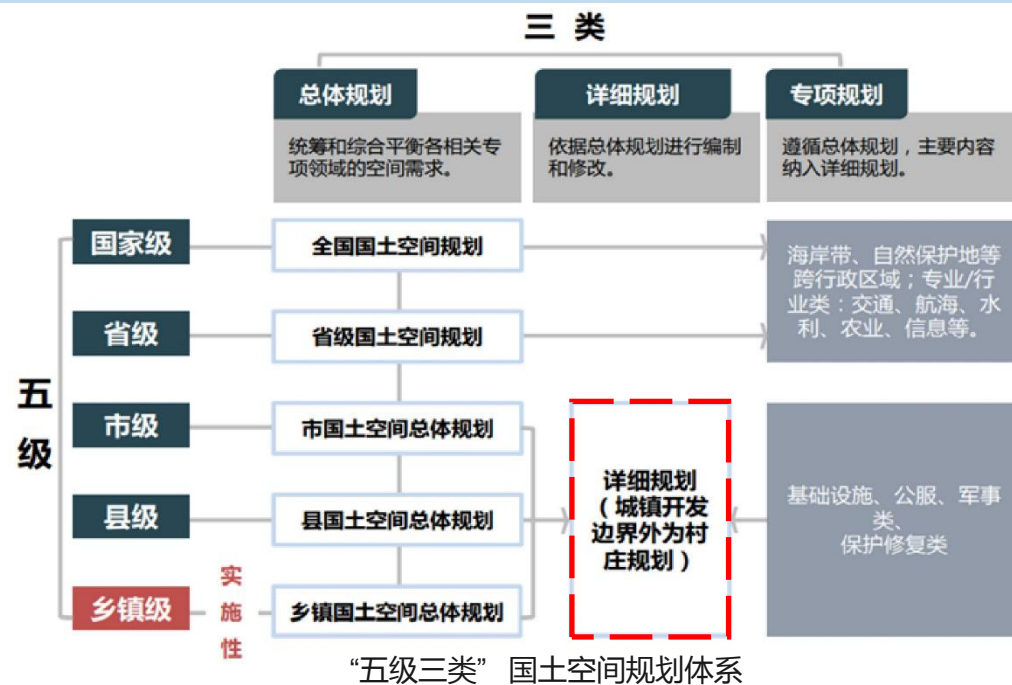 三 类
总体规划
详细规划
专项规划
统筹和综合平衡各相关专
项领域的空间需求。
依据总体规划进行编制
和修改。
遵循总体规划，主要内容
纳入详细规划。
五
级
国家级
全国国土空间规划
海岸带、自然保护地等
跨行政区域；专业/行
业类：交通、航海、水
利、农业、信息等。
省级
省级国土空间规划
市级
市国土空间总体规划
县级
县国土空间总体规划
乡镇级
实
施
性
乡镇国土空间总体规划
详细规划
（城镇开发
边界外为村
庄规划）
基础设施、公服、军事
类、
保护修复类
“五级三类” 国土空间规划体系